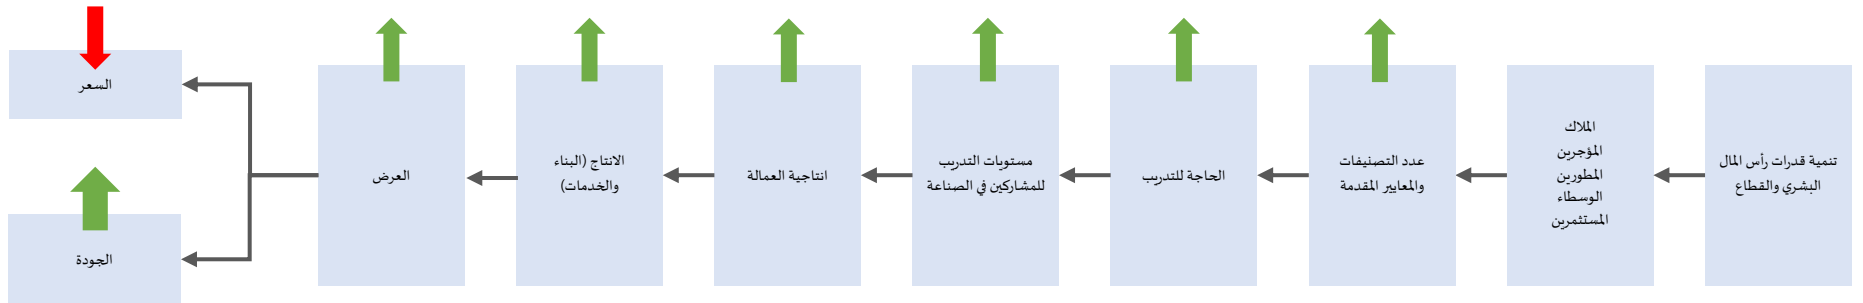 تنمية قدرات رأس المال
البشري والقطاع
الملاك
المؤجرين
المطورين
الوسطاء
المستثمرين
عدد التصنيفات
والمعايير المقدمة
الحاجة للتدريب
مستويات التدريب
للمشاركين في الصناعة
انتاجية العمالة
الانتاج (البناء
والخدمات)
العرض
السعر
الجودة